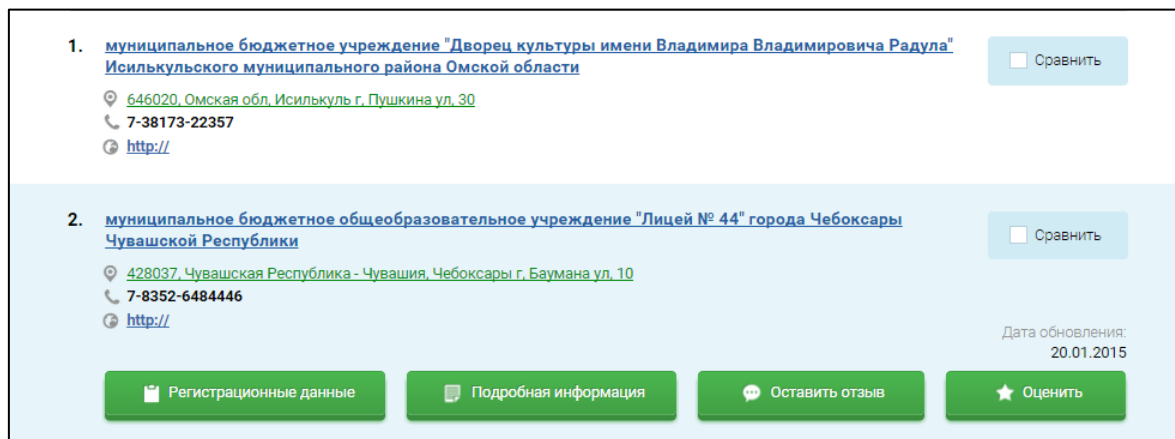 1. муниципальное бюджетное учреждение "Дворец культуры имени Владимира Владимировича Радула"
Исилькульского муниципального района Омской области
Сравнить
646020, Омская обл, Исилькуль г, Пушкина ул, 30
7-38173-22357
http://
2. муниципальное бюджетное общеобразовательное учреждение "Лицей № 44" города Чебоксары
Чувашской Республики
Сравнить
428037, Чувашская Республика - Чувашия, Чебоксары г, Баумана ул, 10
7-8352-6484446
http://
Дата обновления:
20.01.2015
Регистрационные данные
Подробная информация
Оставить отзыв
Оценить